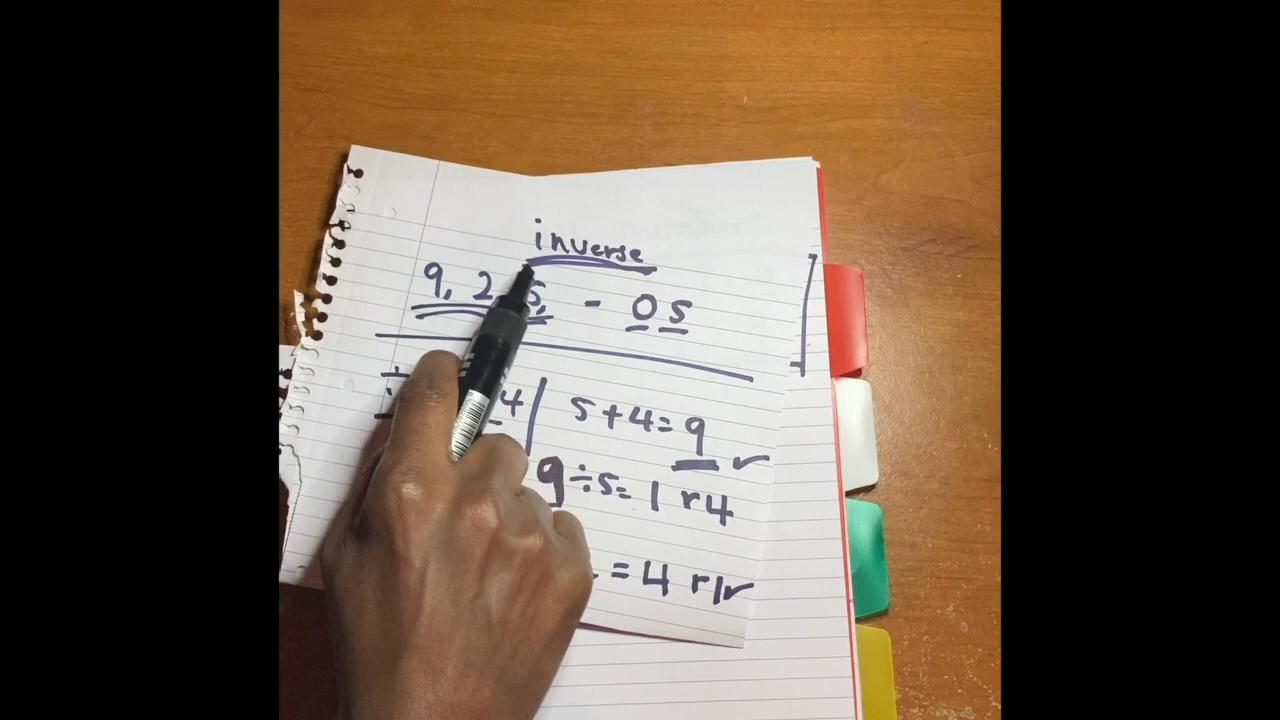 inverse
9, 2, 5, - 05
÷ 4 5+4=9 ✓
9÷5= 1 r4
=4 r1✓